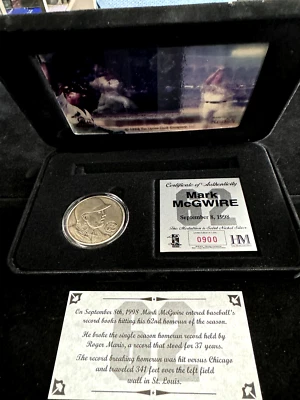 Certificate of Authenticity
62
Mark
McGWIRE
September 8, 1998
This Medallion is Solid Nickel Silver
0900
HM
On September 8th, 1998 Mark McGwire entered baseball's
record books hitting his 62nd homerun of the season.
He broke the single season homerun record held by
Roger Maris, a record that stood for 37 years.
The record breaking homerun was hit versus Chicago
and traveled 341 feet over the left field
wall in St. Louis.